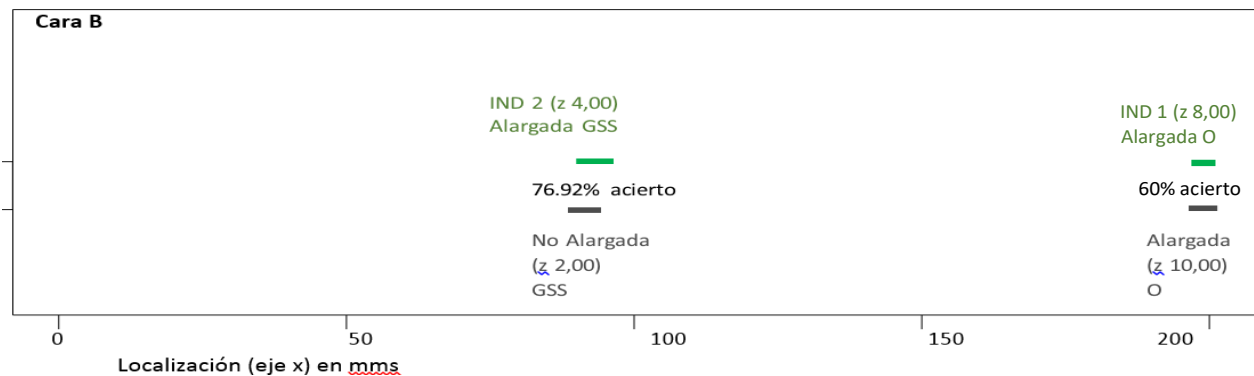 Cara B
IND 2 (z 4,00)
Alargada GSS
IND 1 (z 8,00)
Alargada O
76.92% acierto
60% acierto
No Alargada
(z 2,00)
GSS
Alargada
(z 10,00)
O
0 50 100 150 200
Localización (eje x) en mms